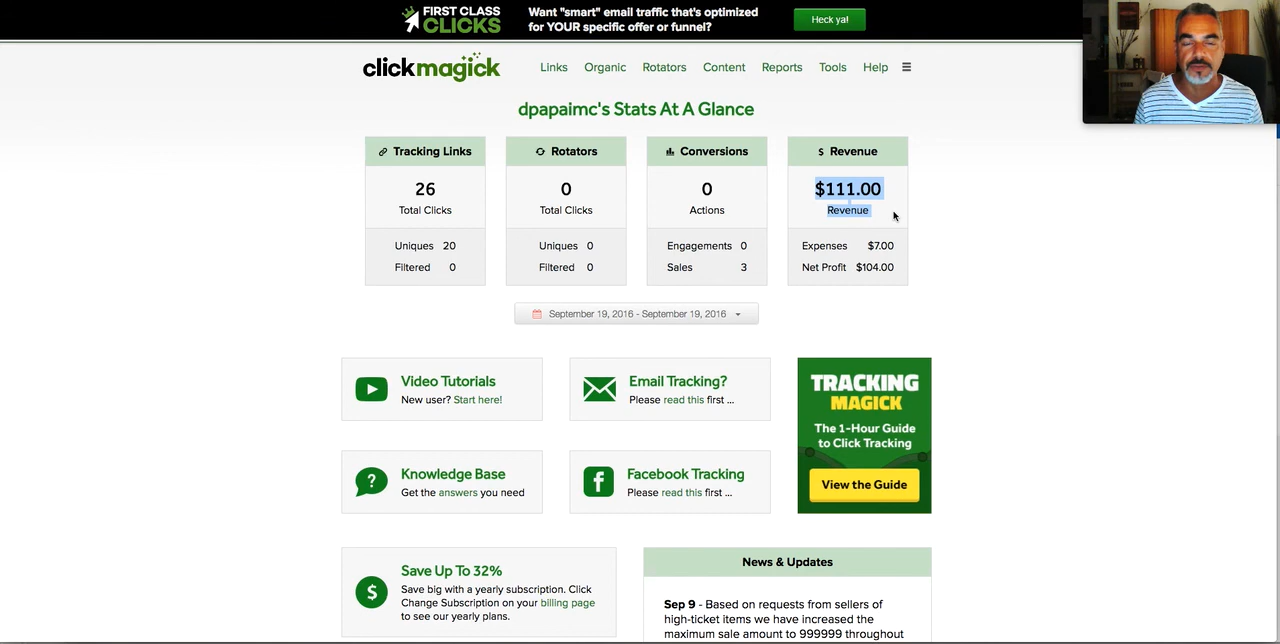 FIRST CLASS
CLICKS
Want "smart" email traffic that's optimized
for YOUR specific offer or funnel?
Heck ya!
clickmagick
Links
Organic
Rotators
Content
Reports
Tools
Help
dpapaimc's Stats At A Glance
Tracking Links
26
Total Clicks
Uniques 20
Filtered 0
Rotators
0
Total Clicks
Uniques 0
Filtered 0
Conversions
0
Actions
Engagements 0
Sales 3
$ Revenue
$111.00
Revenue
Expenses $7.00
Net Profit $104.00
September 19, 2016 - September 19, 2016
Video Tutorials
New user? Start here!
Email Tracking?
Please read this first ...
Knowledge Base
Get the answers you need
Facebook Tracking
Please read this first ...
TRACKING
MAGICK
The 1-Hour Guide
to Click Tracking
View the Guide
Save Up To 32%
Save big with a yearly subscription. Click
Change Subscription on your billing page
to see our yearly plans.
News & Updates
Sep 9 - Based on requests from sellers of
high-ticket items we have increased the
maximum sale amount to 999999 throughout